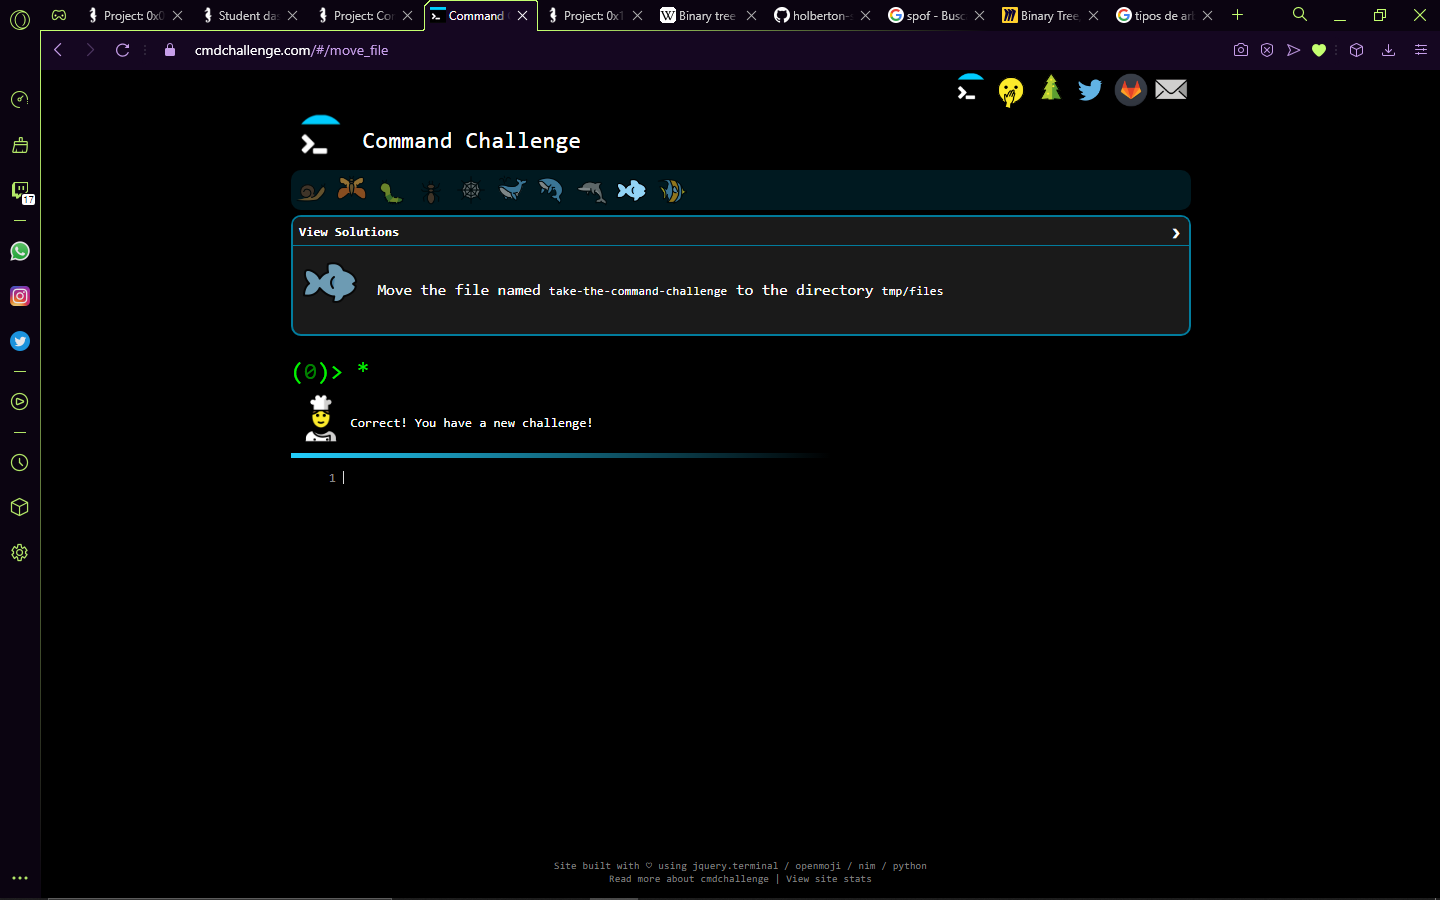 Project: 0x0
Student da
Project: Cor
Command
Project: 0x1
W Binary tree
holberton-
spof - Busc
Binary Tree,
tipos de ar
cmdchallenge.com/#/move_file
17
Command Challenge
View Solutions
Move the file named take-the-command-challenge to the directory tmp/files
(0)> *
Correct! You have a new challenge!
1
Site built with ♡ using jquery.terminal / openmoji / nim / python
Read more about cmdchallenge | View site stats